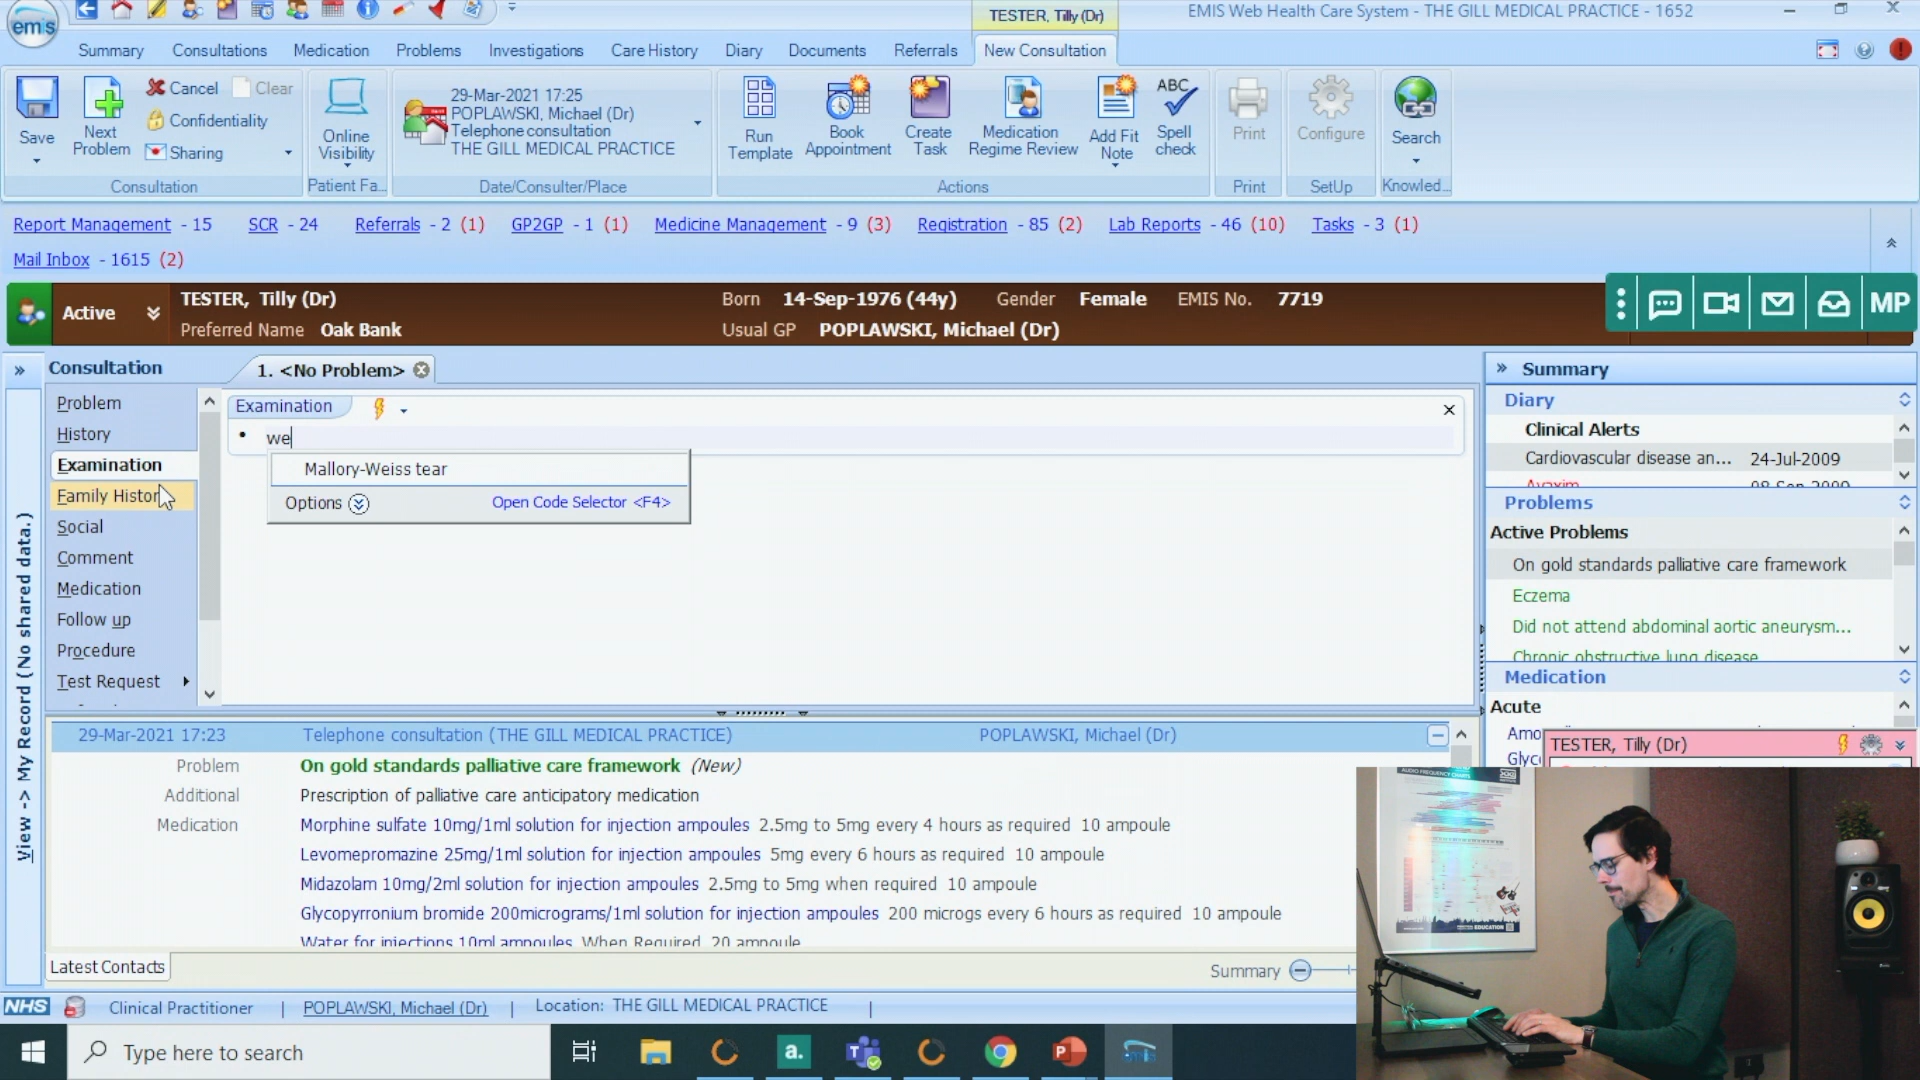 emis
TESTER, Tilly (Dr)
EMIS Web Health Care System - THE GILL MEDICAL PRACTICE - 1652
Summary Consultations Medication Problems Investigations Care History Diary Documents Referrals New Consultation
Save
Next Problem
Cancel Clear
Confidentiality
Sharing
Consultation
Online Visibility
Patient Fa...
29-Mar-2021 17:25
POPLAWSKI, Michael (Dr)
Telephone consultation
THE GILL MEDICAL PRACTICE
Date/Consulter/Place
Run Template
Book Appointment
Create Task
Medication Regime Review
Add Fit Note
ABC
Spell check
Actions
Print
Print
Configure
SetUp
Search
Knowled...
Report Management - 15 SCR - 24 Referrals - 2 (1) GP2GP - 1 (1) Medicine Management - 9 (3) Registration - 85 (2) Lab Reports - 46 (10) Tasks - 3 (1)
Mail Inbox - 1615 (2)
Active
TESTER, Tilly (Dr) Born 14-Sep-1976 (44y) Gender Female EMIS No. 7719
Preferred Name Oak Bank Usual GP POPLAWSKI, Michael (Dr)
MP
View -> My Record (No shared data.)
Consultation
Problem
History
Examination
Family Histor
Social
Comment
Medication
Follow up
Procedure
Test Request
1. <No Problem>
Examination
• we
Mallory-Weiss tear
Options Open Code Selector <F4>
Summary
Diary
Clinical Alerts
Cardiovascular disease an... 24-Jul-2009
Avaxim 08-Sep-2009
Problems
Active Problems
On gold standards palliative care framework
Eczema
Did not attend abdominal aortic aneurysm...
Chronic obstructive lung disease
Medication
Acute
Amo
Glyc
TESTER, Tilly (Dr)
29-Mar-2021 17:23 Telephone consultation (THE GILL MEDICAL PRACTICE) POPLAWSKI, Michael (Dr)
Problem On gold standards palliative care framework (New)
Additional Prescription of palliative care anticipatory medication
Medication Morphine sulfate 10mg/1ml solution for injection ampoules 2.5mg to 5mg every 4 hours as required 10 ampoule
Levomepromazine 25mg/1ml solution for injection ampoules 5mg every 6 hours as required 10 ampoule
Midazolam 10mg/2ml solution for injection ampoules 2.5mg to 5mg when required 10 ampoule
Glycopyrronium bromide 200micrograms/1ml solution for injection ampoules 200 microgs every 6 hours as required 10 ampoule
Water for injections 10ml ampoules When Required 20 ampoule
Latest Contacts
Summary
NHS Clinical Practitioner | POPLAWSKI, Michael (Dr) | Location: THE GILL MEDICAL PRACTICE |
Type here to search
a.
AUDIO FREQUENCY CHARTS
EDUCATION